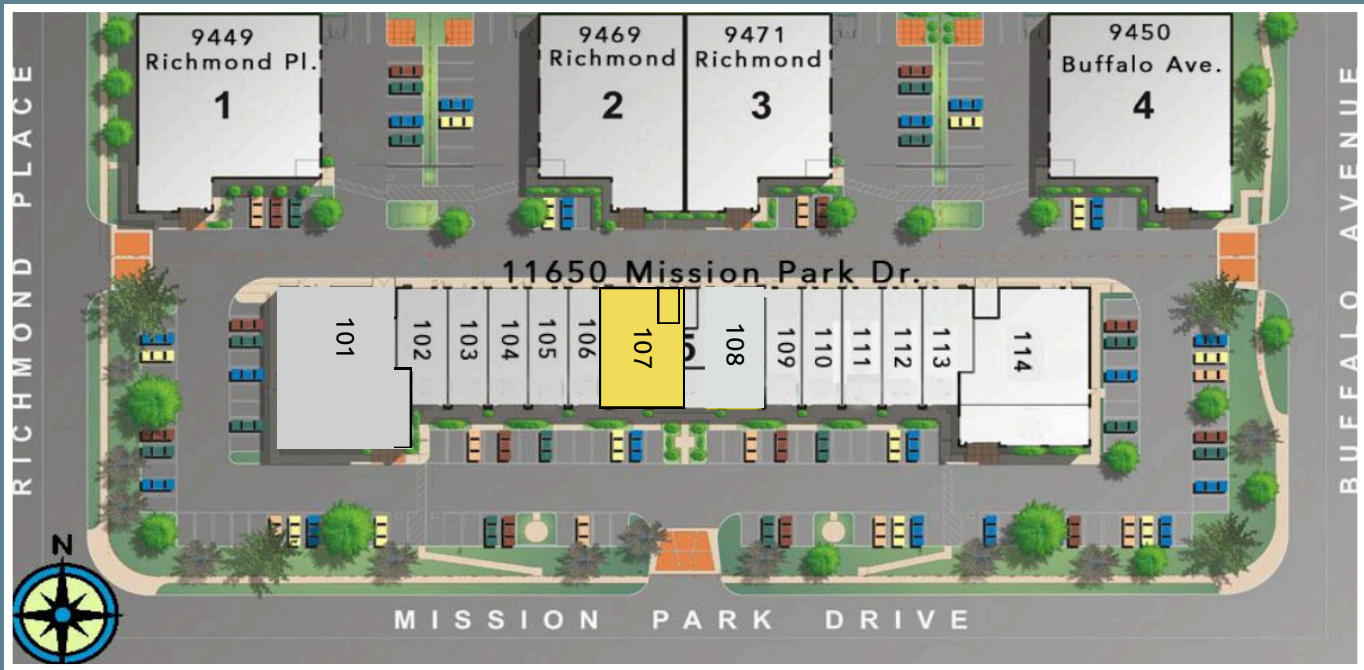 9449
Richmond Pl.
1
9469
Richmond
2
9471
Richmond
3
9450
Buffalo Ave.
4
RICHMOND PLACE
BUFFALO AVENUE
11650 Mission Park Dr.
101
102
103
104
105
106
107
108
109
110
111
112
113
114
N
MISSION PARK DRIVE